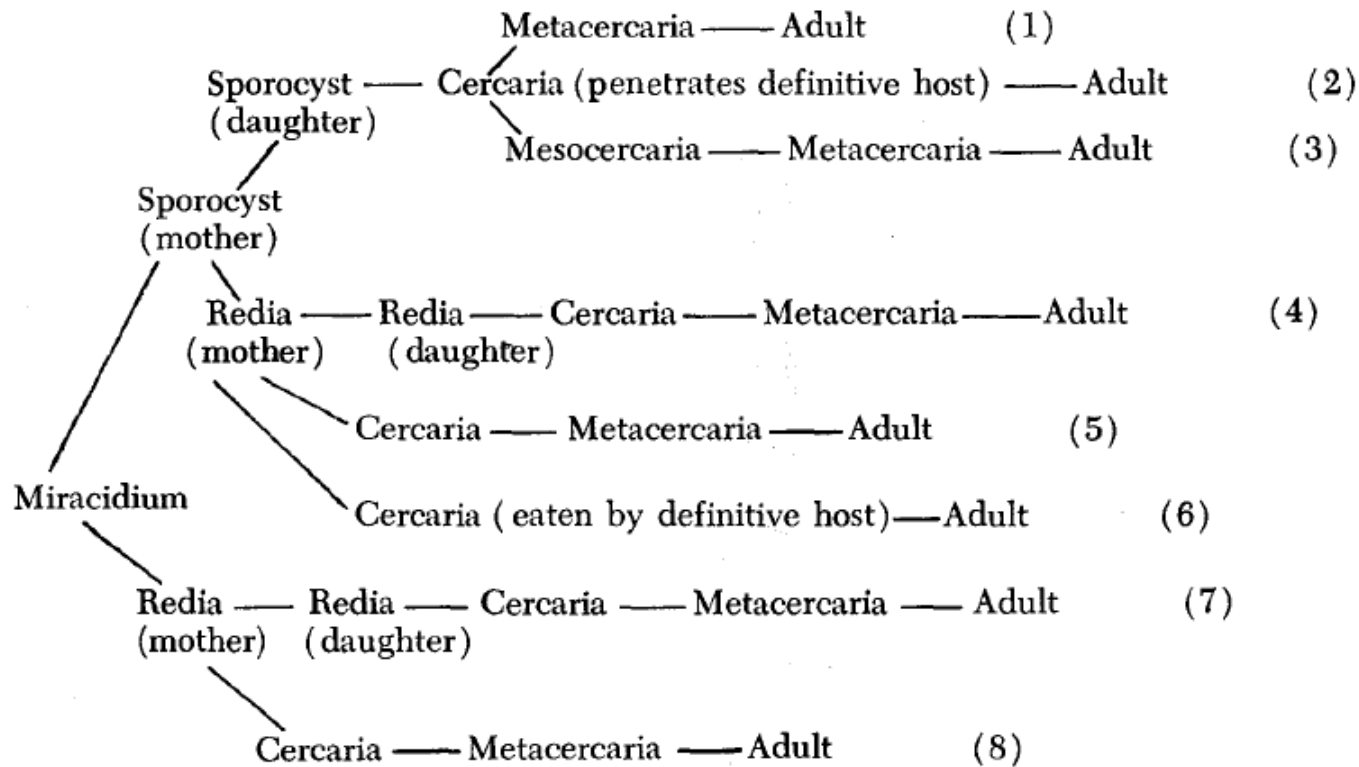 Metacercaria Adult (1)
Sporocyst Cercaria (penetrates definitive host) Adult (2)
(daughter)
Mesocercaria Metacercaria Adult (3)
Sporocyst
(mother)
Redia Redia Cercaria Metacercaria Adult (4)
(mother) (daughter)
Cercaria Metacercaria Adult (5)
Miracidium
Cercaria (eaten by definitive host) Adult (6)
Redia Redia Cercaria Metacercaria Adult (7)
(mother) (daughter)
Cercaria Metacercaria Adult (8)